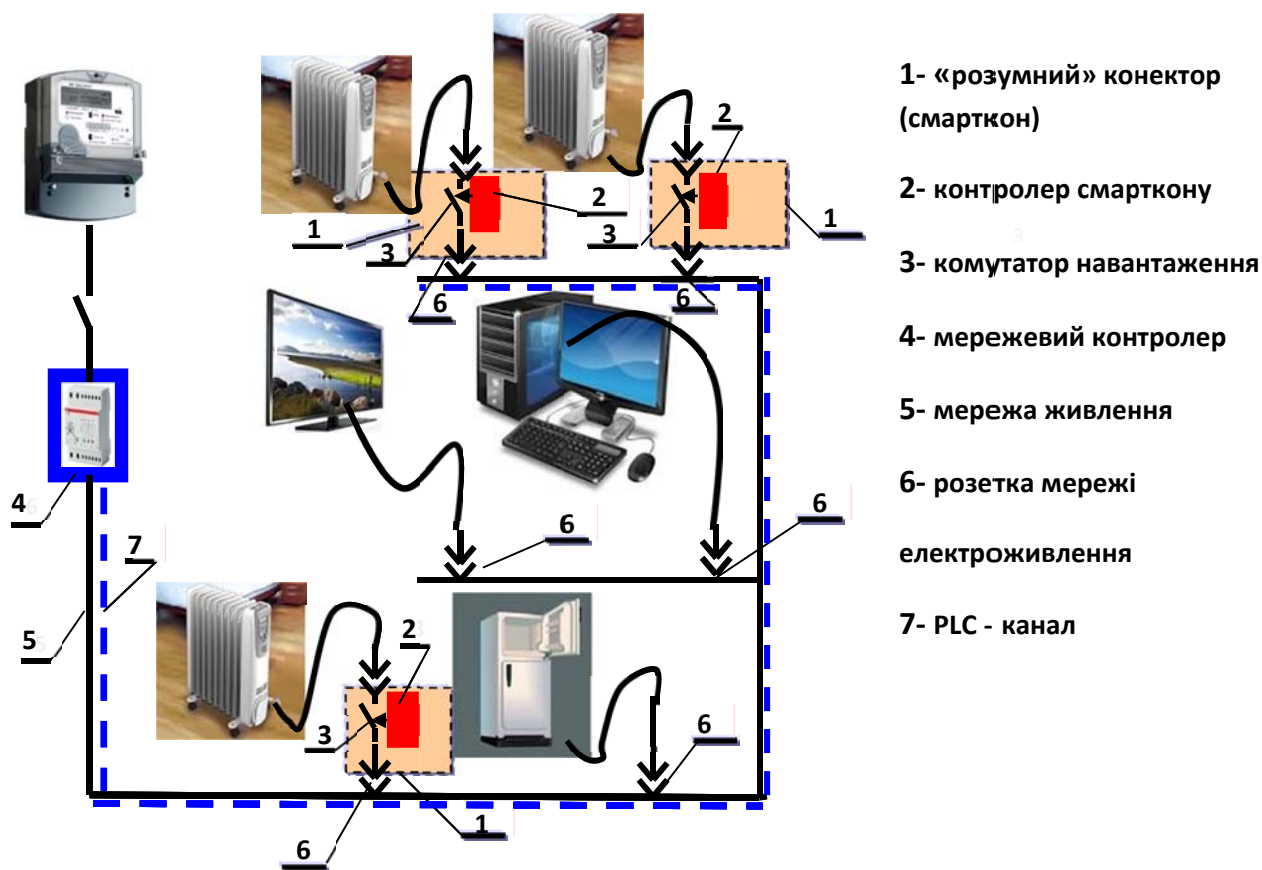 1- «розумний» конектор
(смарткон)
2- контролер смарткону
3- комутатор навантаження
4- мережевий контролер
5- мережа живлення
6- розетка мережі
електроживлення
7- PLC - канал
2
2
1
3
3
1
6
6
4
7
6
6
5
2
3
6
1
6